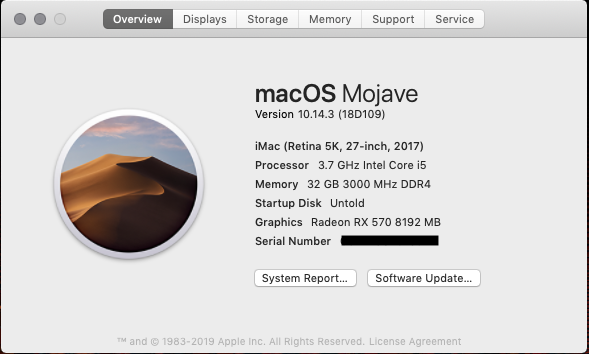 Overview Displays Storage Memory Support Service
macOS Mojave
Version 10.14.3 (18D109)
iMac (Retina 5K, 27-inch, 2017)
Processor 3.7 GHz Intel Core i5
Memory 32 GB 3000 MHz DDR4
Startup Disk Untold
Graphics Radeon RX 570 8192 MB
Serial Number
System Report... Software Update...
™ and © 1983-2019 Apple Inc. All Rights Reserved. License Agreement